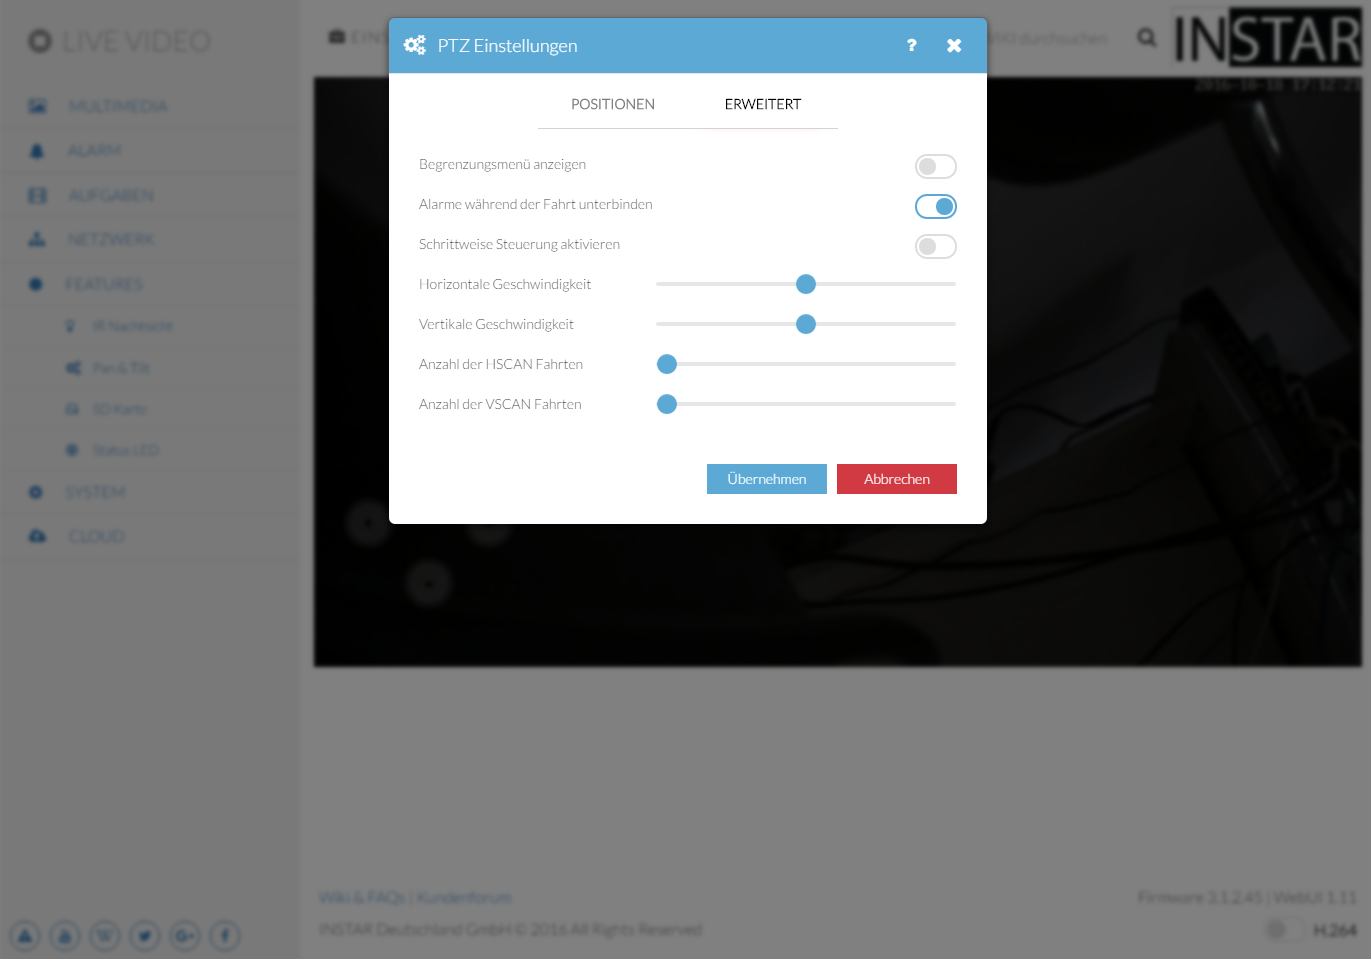 LIVE VIDEO
MULTIMEDIA
ALARM
AUFGABEN
NETZWERK
FEATURES
IR Nachtsicht
Pan & Tilt
SD Karte
Status LED
SYSTEM
CLOUD
EINS
durchsuchen
INSTAR
2016-10-18 17:12:21
PTZ Einstellungen
?
POSITIONEN ERWEITERT
Begrenzungsmenü anzeigen
Alarme während der Fahrt unterbinden
Schrittweise Steuerung aktivieren
Horizontale Geschwindigkeit
Vertikale Geschwindigkeit
Anzahl der HSCAN Fahrten
Anzahl der VSCAN Fahrten
Übernehmen Abbrechen
Wiki & FAQs | Kundenforum
Firmware 3.1.2.45 | WebUI 1.11
INSTAR Deutschland GmbH © 2016 All Rights Reserved
H.264